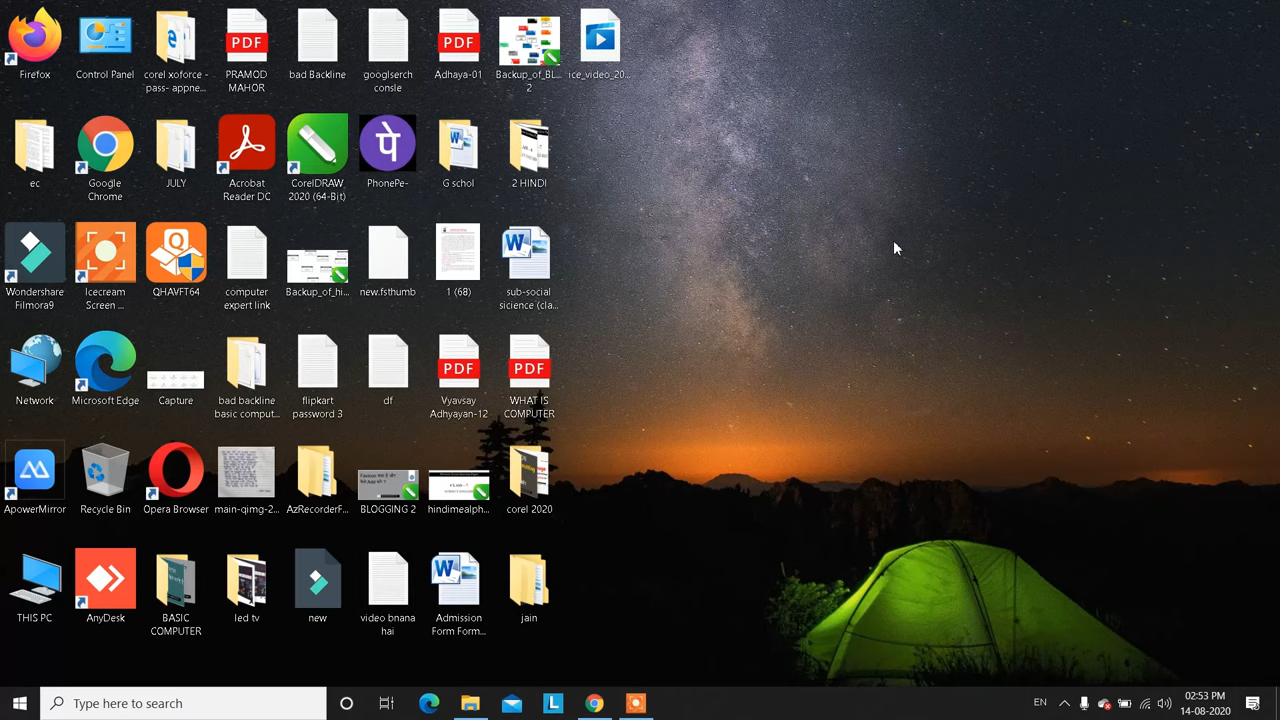 Firefox
Control Panel
corel xoforce -
pass- appne...
PDF
PRAMOD
MAHOR
bad Backline
googlserch
consle
PDF
Adhaya-01
Backup_of_BL...
2
ice_video_20...
ec
Google
Chrome
JULY
Acrobat
Reader DC
CorelDRAW
2020 (64-Bit)
पे
PhonePe-
W
G schol
2 HINDI
Wondershare
Filmora9
Icecream
Screen ...
QHAVFT64
computer
expert link
Backup_of_hi...
new.fsthumb
1 (68)
W
sub-social
sicience (cla...
Network
Microsoft Edge
Capture
bad backline
basic comput...
flipkart
password 3
df
PDF
Vyavsay
Adhyayan-12
PDF
WHAT IS
COMPUTER
ApowerMirror
Recycle Bin
Opera Browser
main-qimg-2...
AzRecorderF...
BLOGGING 2
CLASS - 7
hindimealph...
corel 2020
THIS PC
AnyDesk
BASIC
COMPUTER
led tv
new
video bnana
hai
W
Admission
Form Form...
jain
Type here to search
L
EN
02:53 PM
14-08-2020